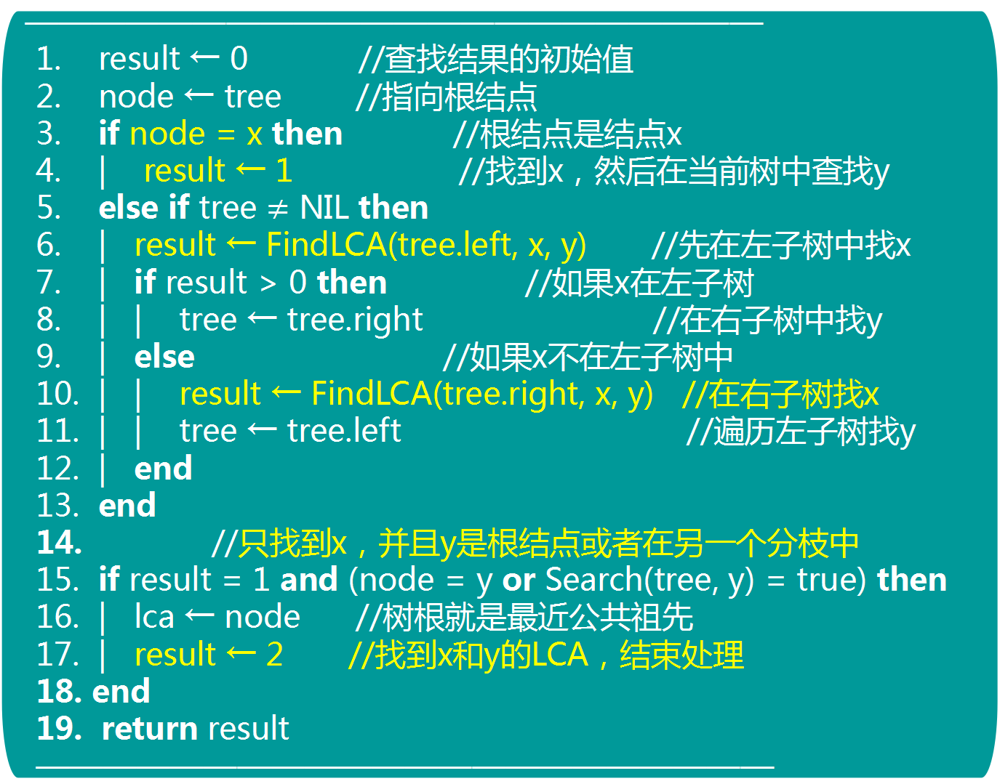 1. result ← 0 //查找结果的初始值
2. node ← tree //指向根结点
3. if node = x then //根结点是结点x
4. | result ← 1 //找到x，然后在当前树中查找y
5. else if tree ≠ NIL then
6. | result ← FindLCA(tree.left, x, y) //先在左子树中找x
7. | if result > 0 then //如果x在左子树
8. | | tree ← tree.right //在右子树中找y
9. | else //如果x不在左子树中
10. | | result ← FindLCA(tree.right, x, y) //在右子树找x
11. | | tree ← tree.left //遍历左子树找y
12. | end
13. end
14. //只找到x，并且y是根结点或者在另一个分枝中
15. if result = 1 and (node = y or Search(tree, y) = true) then
16. | lca ← node //树根就是最近公共祖先
17. | result ← 2 //找到x和y的LCA，结束处理
18. end
19. return result